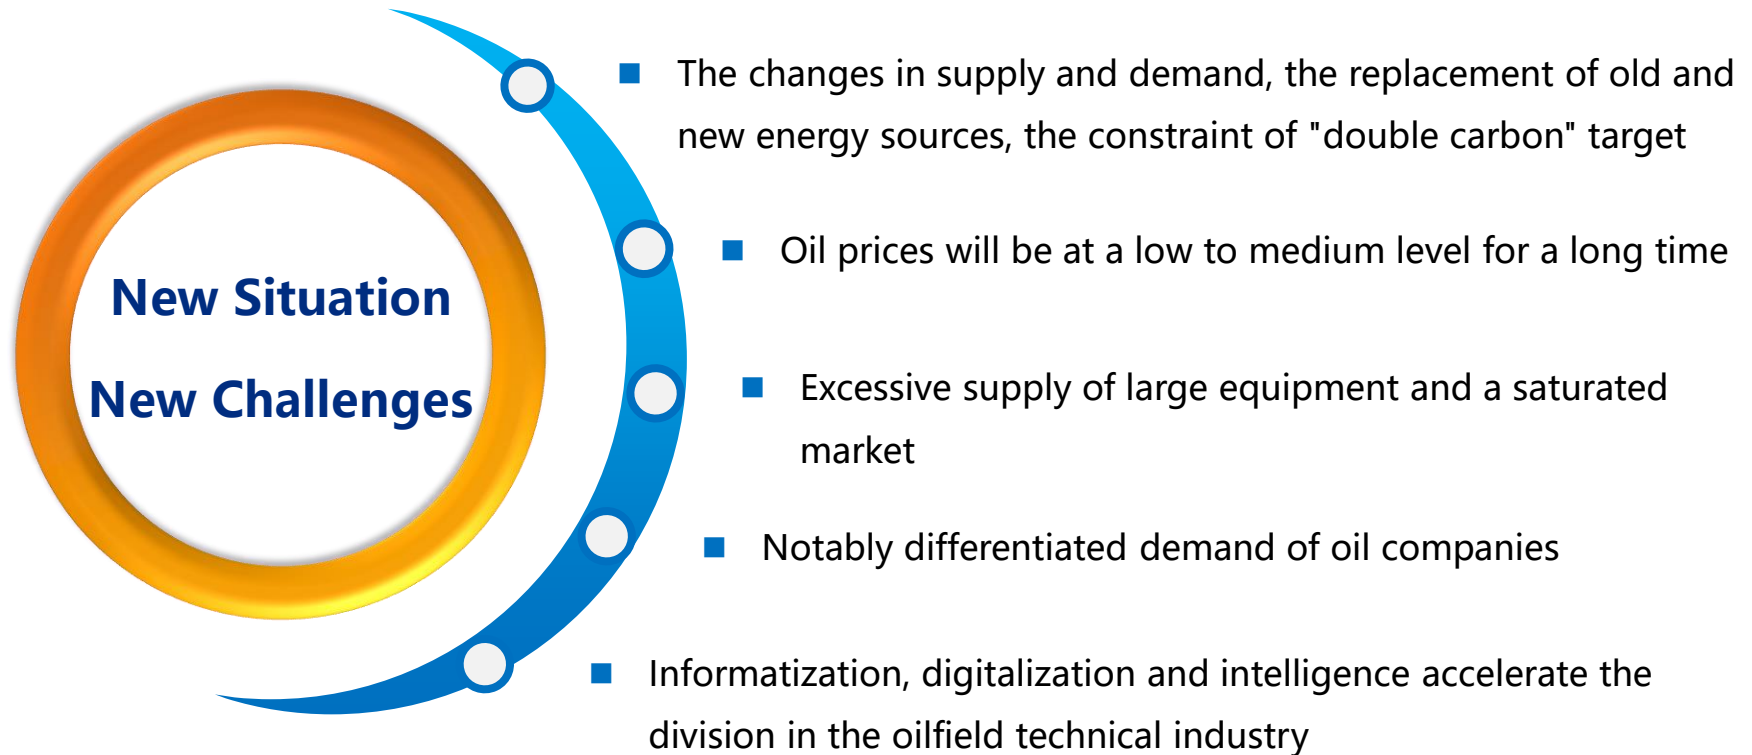 New Situation
New Challenges
The changes in supply and demand, the replacement of old and
new energy sources, the constraint of "double carbon" target
Oil prices will be at a low to medium level for a long time
Excessive supply of large equipment and a saturated
market
Notably differentiated demand of oil companies
Informatization, digitalization and intelligence accelerate the
division in the oilfield technical industry